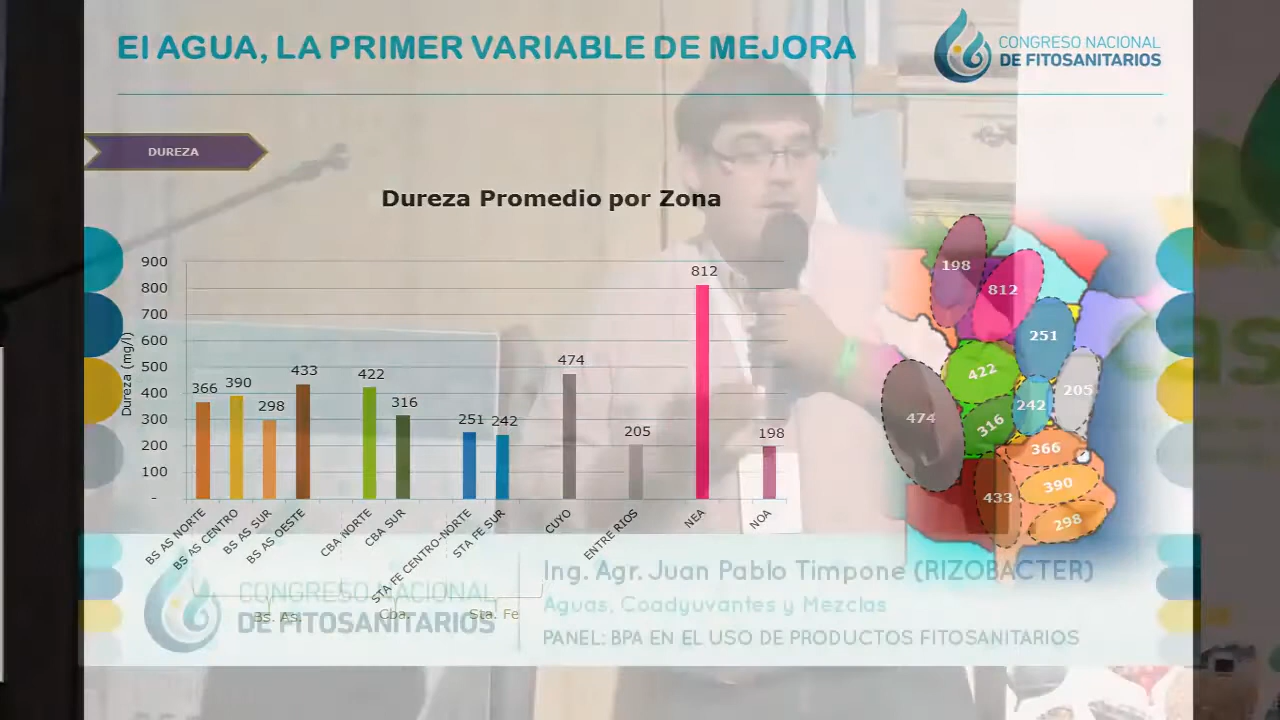 El AGUA, LA PRIMER VARIABLE DE MEJORA
CONGRESO NACIONAL
DE FITOSANITARIOS
DUREZA
Dureza Promedio por Zona
Dureza (mg/l)
900
800
700
600
500
400
300
200
100
-
366
390
298
433
422
316
251
242
474
205
812
198
BS AS NORTE
BS AS CENTRO
BS AS SUR
BS AS OESTE
CBA NORTE
CBA SUR
STA FE CENTRO-NORTE
STA FE SUR
CUYO
ENTRE RIOS
NEA
NOA
Bs. As.
Cba.
Sta. Fe
198
812
251
422
205
242
474
316
366
433
390
298
cas
CONGRESO NACIONAL
DE FITOSANITARIOS
Ing. Agr. Juan Pablo Timpone (RIZOBACTER)
Aguas, Coadyuvantes y Mezclas
PANEL: BPA EN EL USO DE PRODUCTOS FITOSANITARIOS